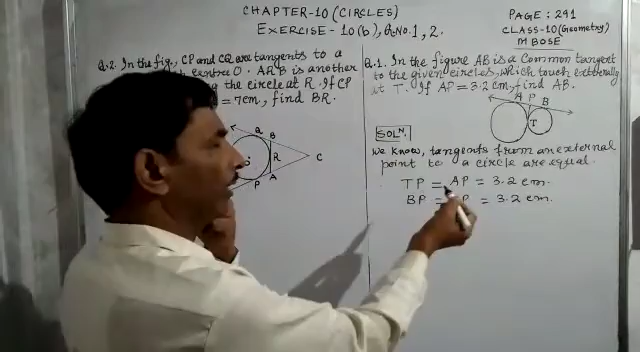 CHAPTER-10 (CIRCLES)
EXERCISE-10(b), Q.No.1, 2.
PAGE: 291
CLASS-10 (Geometry)
MBOSE
Q.2. In the fig., CP and CQ are tangents to a
centre O. ARB is another
the circle at R. If CP
= 7cm, find BR.
Q B
R C
P A
Q.1. In the figure AB is a Common tangent
to the given circles, which touch externally
at T. If AP = 3.2 cm, find AB.
A P B
T
SOLN.
We know, tangents from an external
point to a circle are equal.
TP = AP = 3.2 cm.
BP = P = 3.2 cm.